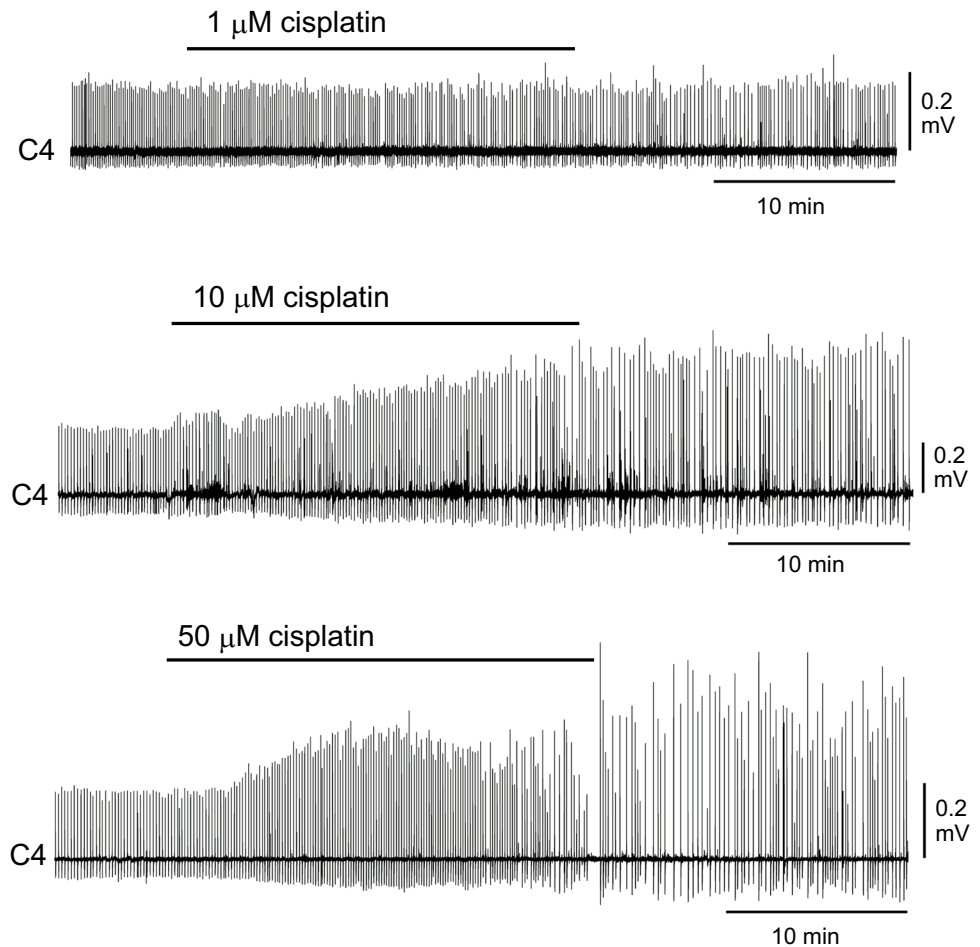 1 μM cisplatin
0.2
mV
C4
10 min
10 μM cisplatin
0.2
mV
C4
10 min
50 μM cisplatin
0.2
mV
C4
10 min